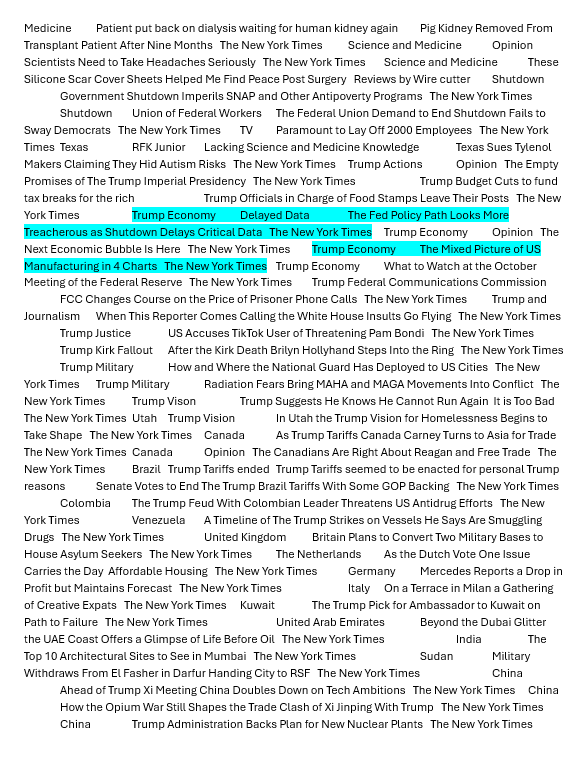 Medicine Patient put back on dialysis waiting for human kidney again Pig Kidney Removed From
Transplant Patient After Nine Months The New York Times Science and Medicine Opinion
Scientists Need to Take Headaches Seriously The New York Times Science and Medicine These
Silicone Scar Cover Sheets Helped Me Find Peace Post Surgery Reviews by Wire cutter Shutdown
Government Shutdown Imperils SNAP and Other Antipoverty Programs The New York Times
Shutdown Union of Federal Workers The Federal Union Demand to End Shutdown Fails to
Sway Democrats The New York Times TV Paramount to Lay Off 2000 Employees The New York
Times Texas RFK Junior Lacking Science and Medicine Knowledge Texas Sues Tylenol
Makers Claiming They Hid Autism Risks The New York Times Trump Actions Opinion The Empty
Promises of The Trump Imperial Presidency The New York Times Trump Budget Cuts to fund
tax breaks for the rich Trump Officials in Charge of Food Stamps Leave Their Posts The New
York Times Trump Economy Delayed Data The Fed Policy Path Looks More
Treacherous as Shutdown Delays Critical Data The New York Times Trump Economy Opinion The
Next Economic Bubble Is Here The New York Times Trump Economy The Mixed Picture of US
Manufacturing in 4 Charts The New York Times Trump Economy What to Watch at the October
Meeting of the Federal Reserve The New York Times Trump Federal Communications Commission
FCC Changes Course on the Price of Prisoner Phone Calls The New York Times Trump and
Journalism When This Reporter Comes Calling the White House Insults Go Flying The New York Times
Trump Justice US Accuses TikTok User of Threatening Pam Bondi The New York Times
Trump Kirk Fallout After the Kirk Death Brilyn Hollyhand Steps Into the Ring The New York Times
Trump Military How and Where the National Guard Has Deployed to US Cities The New
York Times Trump Military Radiation Fears Bring MAHA and MAGA Movements Into Conflict The
New York Times Trump Vison Trump Suggests He Knows He Cannot Run Again It is Too Bad
The New York Times Utah Trump Vision In Utah the Trump Vision for Homelessness Begins to
Take Shape The New York Times Canada As Trump Tariffs Canada Carney Turns to Asia for Trade
The New York Times Canada Opinion The Canadians Are Right About Reagan and Free Trade The
New York Times Brazil Trump Tariffs ended Trump Tariffs seemed to be enacted for personal Trump
reasons Senate Votes to End The Trump Brazil Tariffs With Some GOP Backing The New York Times
Colombia The Trump Feud With Colombian Leader Threatens US Antidrug Efforts The New
York Times Venezuela A Timeline of The Trump Strikes on Vessels He Says Are Smuggling
Drugs The New York Times United Kingdom Britain Plans to Convert Two Military Bases to
House Asylum Seekers The New York Times The Netherlands As the Dutch Vote One Issue
Carries the Day Affordable Housing The New York Times Germany Mercedes Reports a Drop in
Profit but Maintains Forecast The New York Times Italy On a Terrace in Milan a Gathering
of Creative Expats The New York Times Kuwait The Trump Pick for Ambassador to Kuwait on
Path to Failure The New York Times United Arab Emirates Beyond the Dubai Glitter
the UAE Coast Offers a Glimpse of Life Before Oil The New York Times India The
Top 10 Architectural Sites to See in Mumbai The New York Times Sudan Military
Withdraws From El Fasher in Darfur Handing City to RSF The New York Times China
Ahead of Trump Xi Meeting China Doubles Down on Tech Ambitions The New York Times China
How the Opium War Still Shapes the Trade Clash of Xi Jinping With Trump The New York Times
China Trump Administration Backs Plan for New Nuclear Plants The New York Times